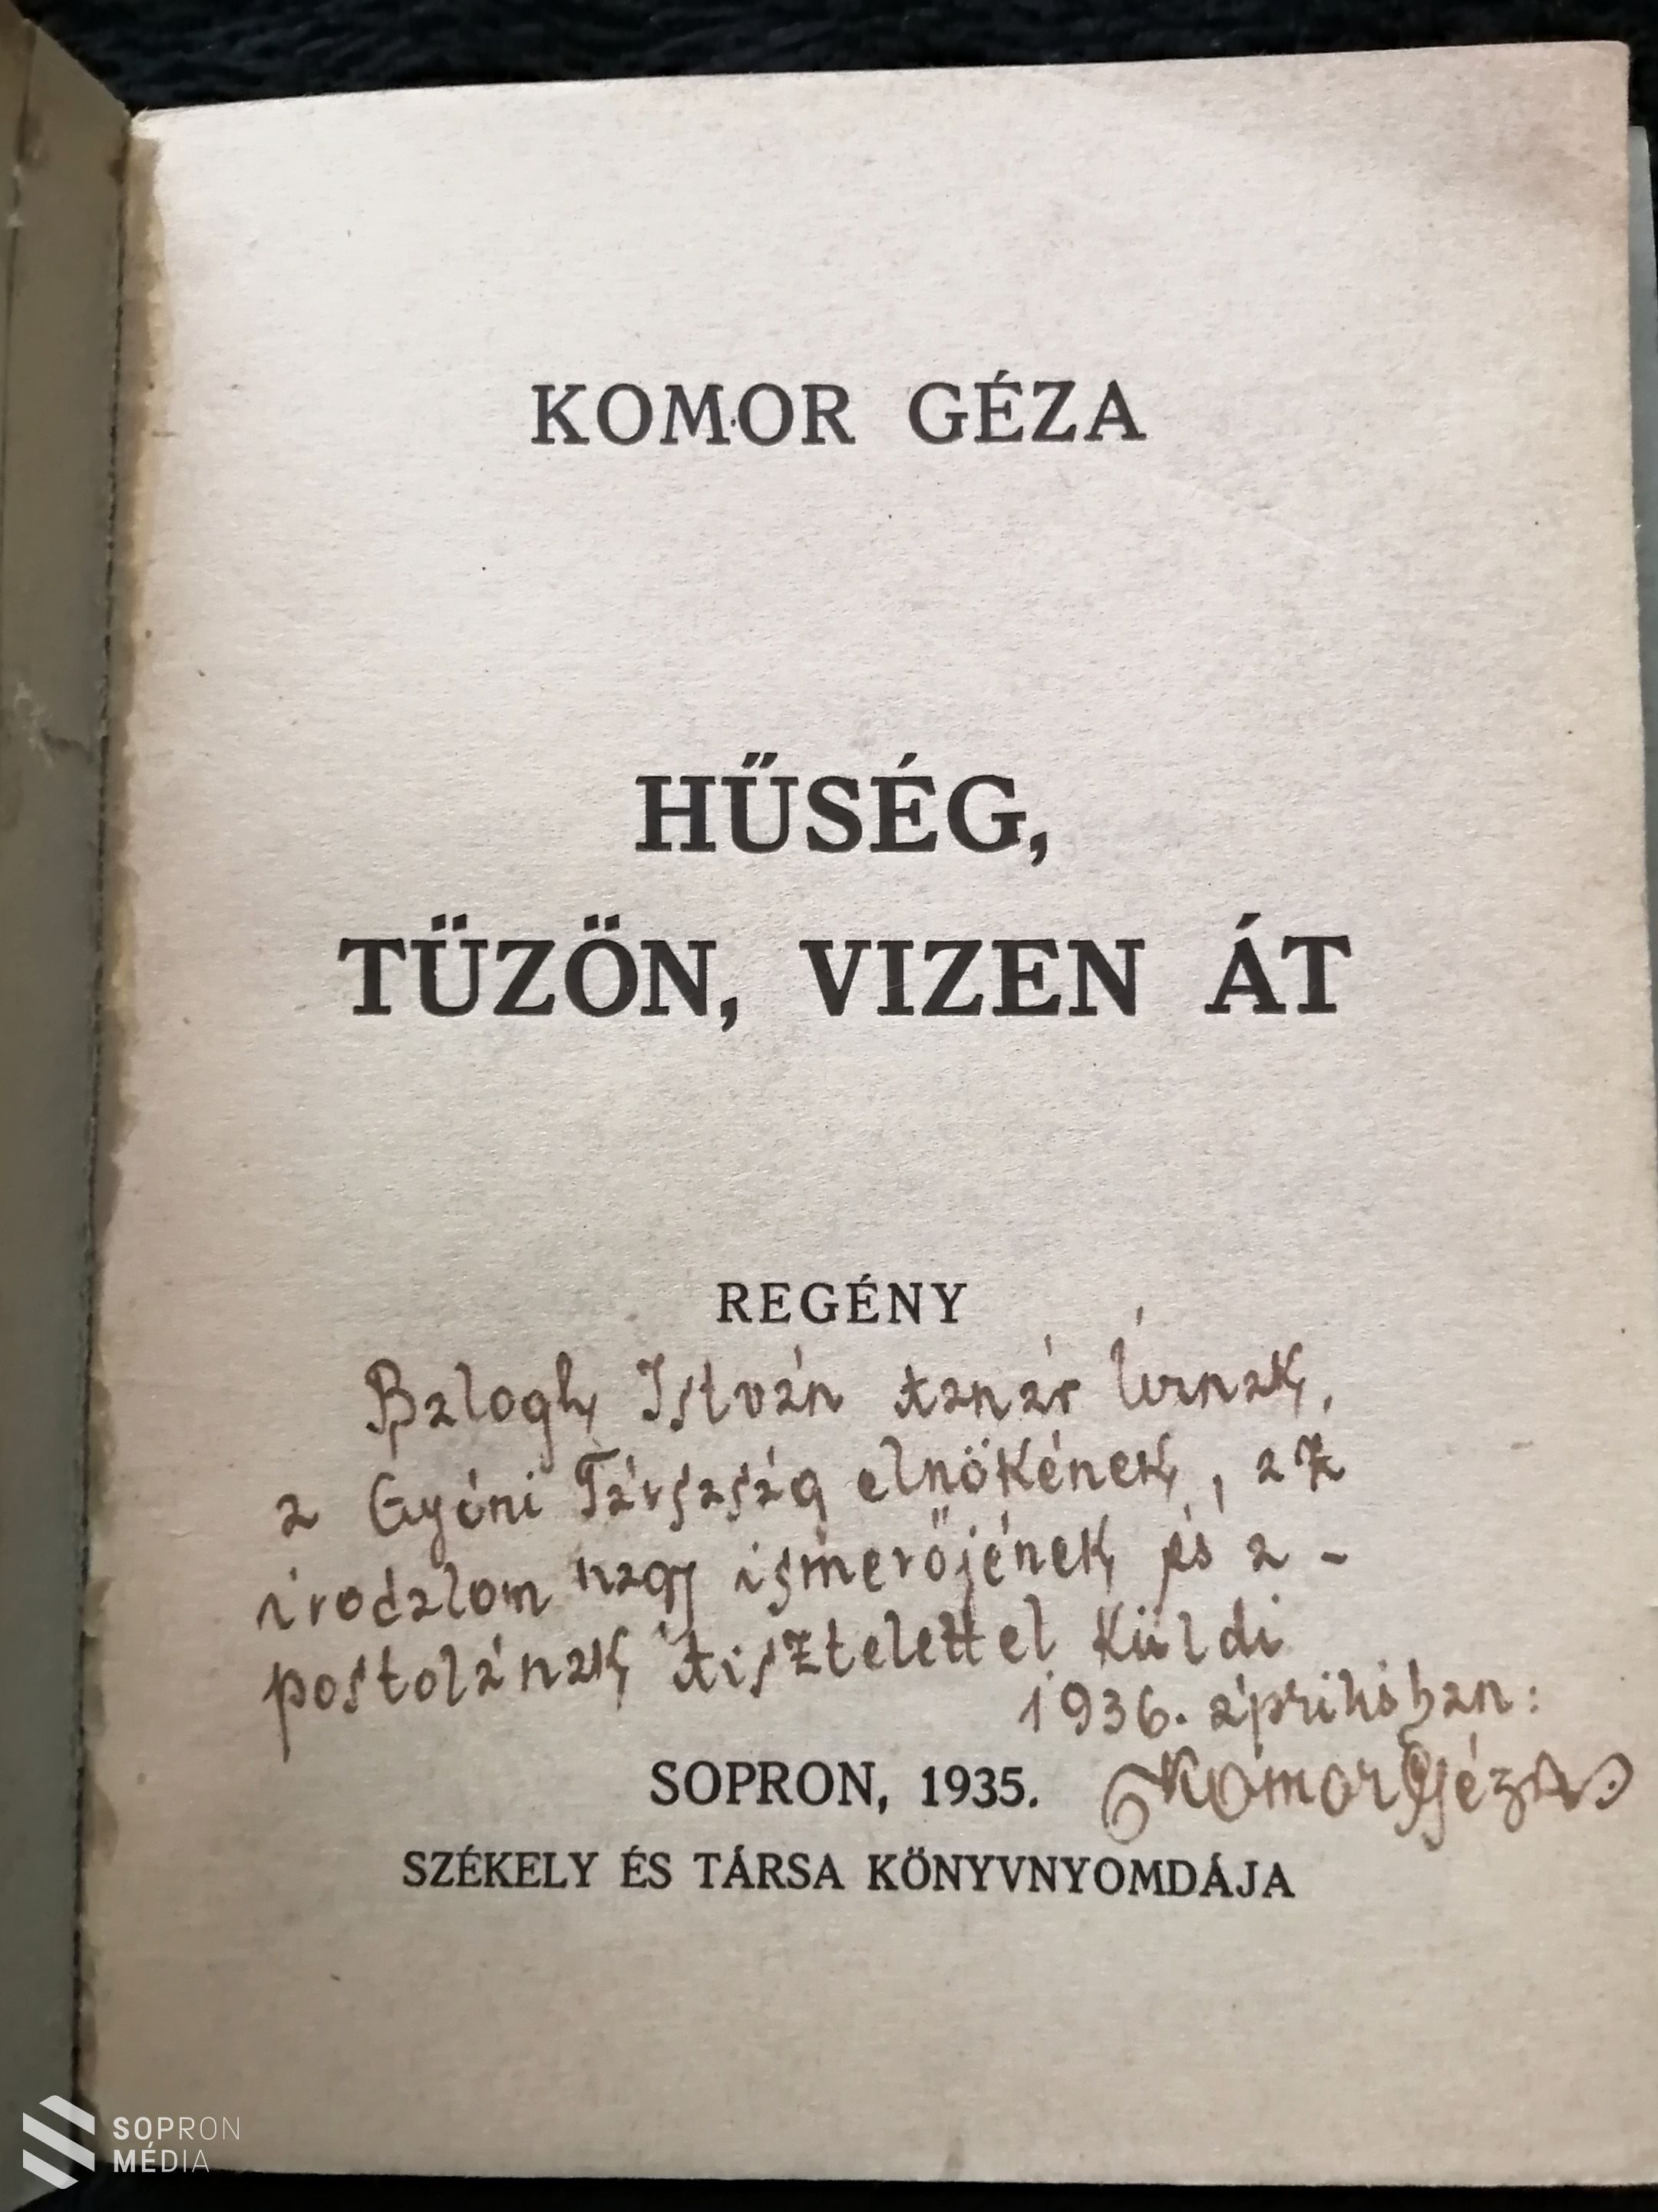 KOMOR GÉZA
HŰSÉG,
TÜZÖN, VIZEN ÁT
REGÉNY
Balogh István tanár Úrnak,
a Gyóni Társaság elnökének, az
irodalom nagy ismerőjének és a-
postolának tisztelettel küldi
1936. áprilisban:
Komor Géza
SOPRON, 1935.
SZÉKELY ÉS TÁRSA KÖNYVNYOMDÁJA
SOPRON
MÉDIA